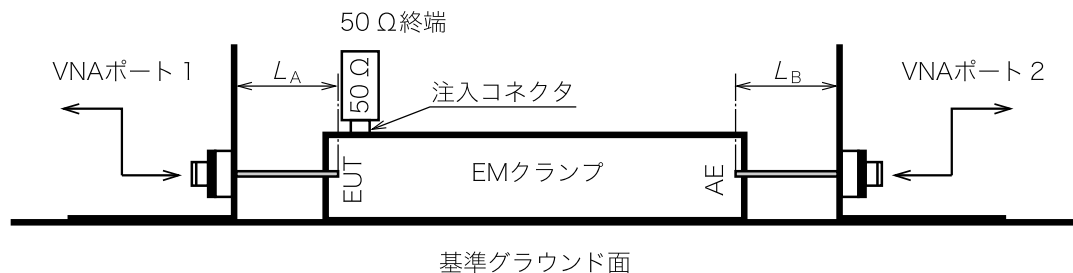 50 Ω終端
VNAポート 1
LA
50 Ω
注入コネクタ
LB
VNAポート 2
EUT
EMクランプ
AE
基準グラウンド面